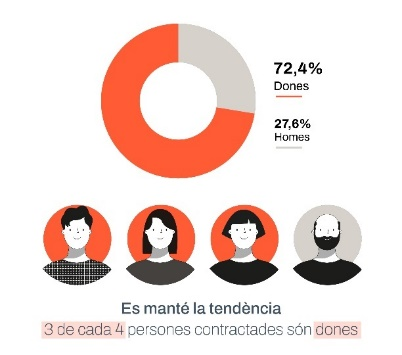 72,4%
Dones
27,6%
Homes
Es manté la tendència
3 de cada 4 persones contractades són dones